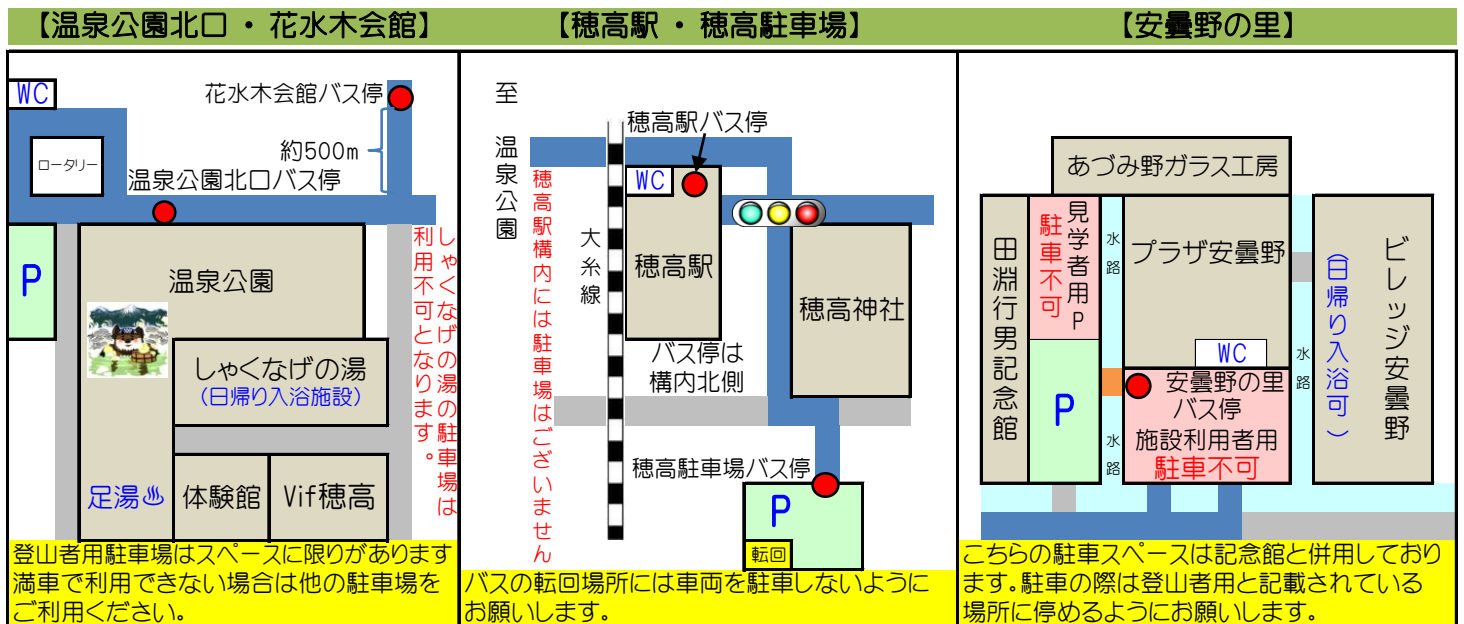 【温泉公園北口 ・ 花水木会館】
WC
花水木会館バス停
約500m
ロータリー
温泉公園北口バス停
P
温泉公園
しゃくなげの湯
(日帰り入浴施設)
足湯♨
体験館
Vif穂高
しゃくなげの湯の駐車場は
利用不可となります。
登山者用駐車場はスペースに限りがあります
満車で利用できない場合は他の駐車場を
ご利用ください。
【穂高駅 ・ 穂高駐車場】
至 温泉公園
穂高駅バス停
WC
穂高駅構内には駐車場はございません
大糸線
穂高駅
穂高神社
バス停は
構内北側
穂高駐車場バス停
P
転回
バスの転回場所には車両を駐車しないように
お願いします。
【安曇野の里】
あづみ野ガラス工房
田淵行男記念館
見学者用P
駐車不可
水路
プラザ安曇野
ビレッジ安曇野
(日帰り入浴可)
WC
水路
P
安曇野の里
バス停
水路
施設利用者用
駐車不可
こちらの駐車スペースは記念館と併用しており
ます。駐車の際は登山者用と記載されている
場所に停めるようにお願いします。